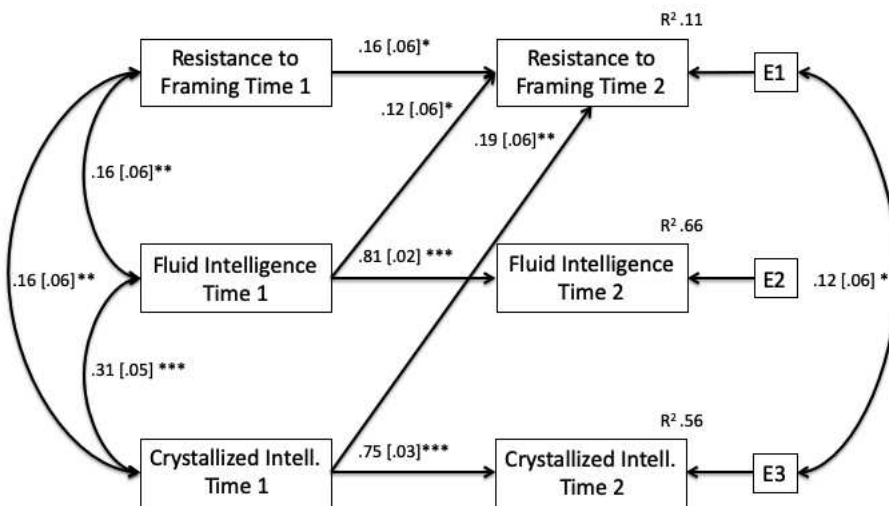 R² .11
Resistance to
Framing Time 1
.16 [.06]*
Resistance to
Framing Time 2
E1
.12 [.06]*
.19 [.06]**
.16 [.06]**
R² .66
Fluid Intelligence
Time 1
.81 [.02] ***
Fluid Intelligence
Time 2
E2
.16 [.06]**
.12 [.06] *
.31 [.05] ***
R² .56
Crystallized Intell.
Time 1
.75 [.03]***
Crystallized Intell.
Time 2
E3